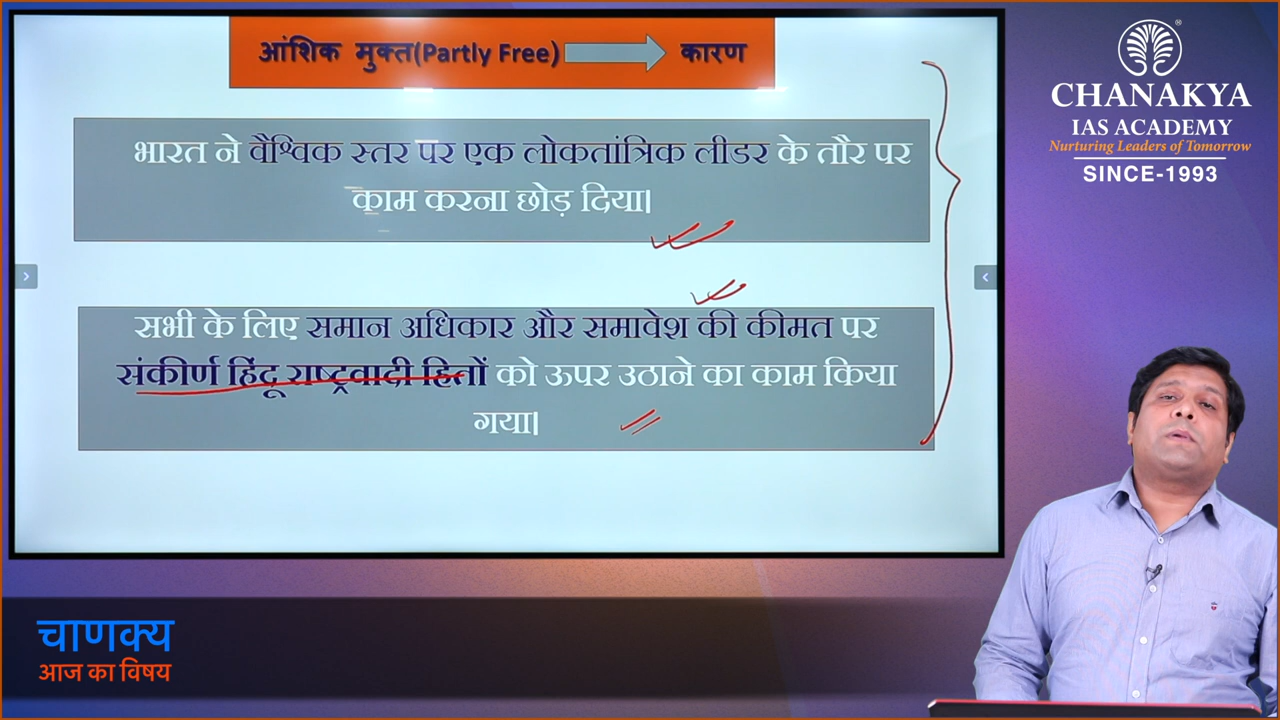 आंशिक मुक्त(Partly Free) कारण
भारत ने वैश्विक स्तर पर एक लोकतांत्रिक लीडर के तौर पर
काम करना छोड़ दिया।
सभी के लिए समान अधिकार और समावेश की कीमत पर
संकीर्ण हिंदू राष्ट्रवादी हितों को ऊपर उठाने का काम किया
गया।
CHANAKYA
IAS ACADEMY
Nurturing Leaders of Tomorrow
SINCE-1993
चाणक्य
आज का विषय